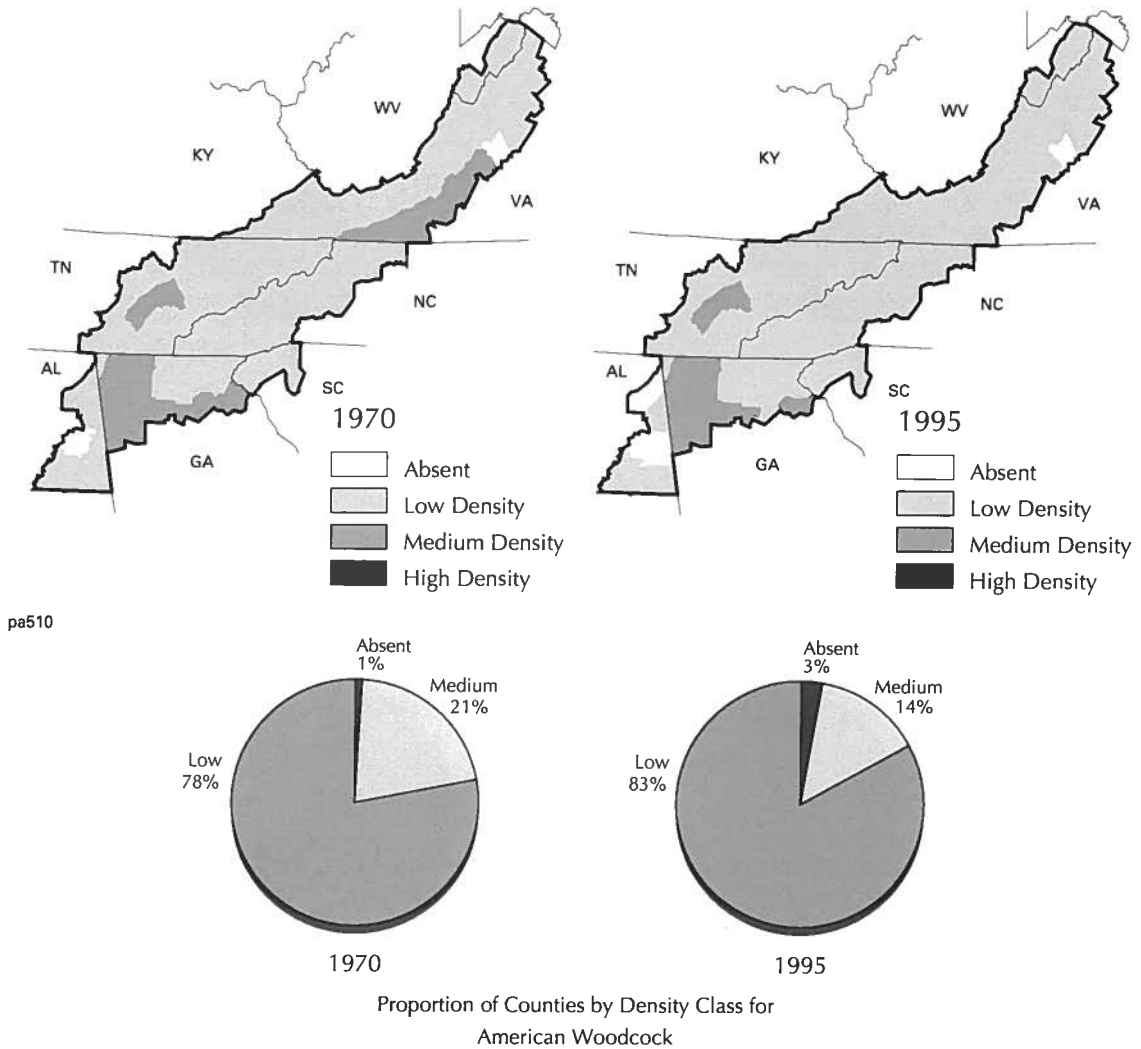 WV
KY
VA
TN
NC
AL
SC
GA
1970
Absent
Low Density
Medium Density
High Density
WV
KY
VA
TN
NC
AL
SC
GA
1995
Absent
Low Density
Medium Density
High Density
pa510
Absent
1%
Medium
21%
Low
78%
1970
Absent
3%
Medium
14%
Low
83%
1995
Proportion of Counties by Density Class for
American Woodcock